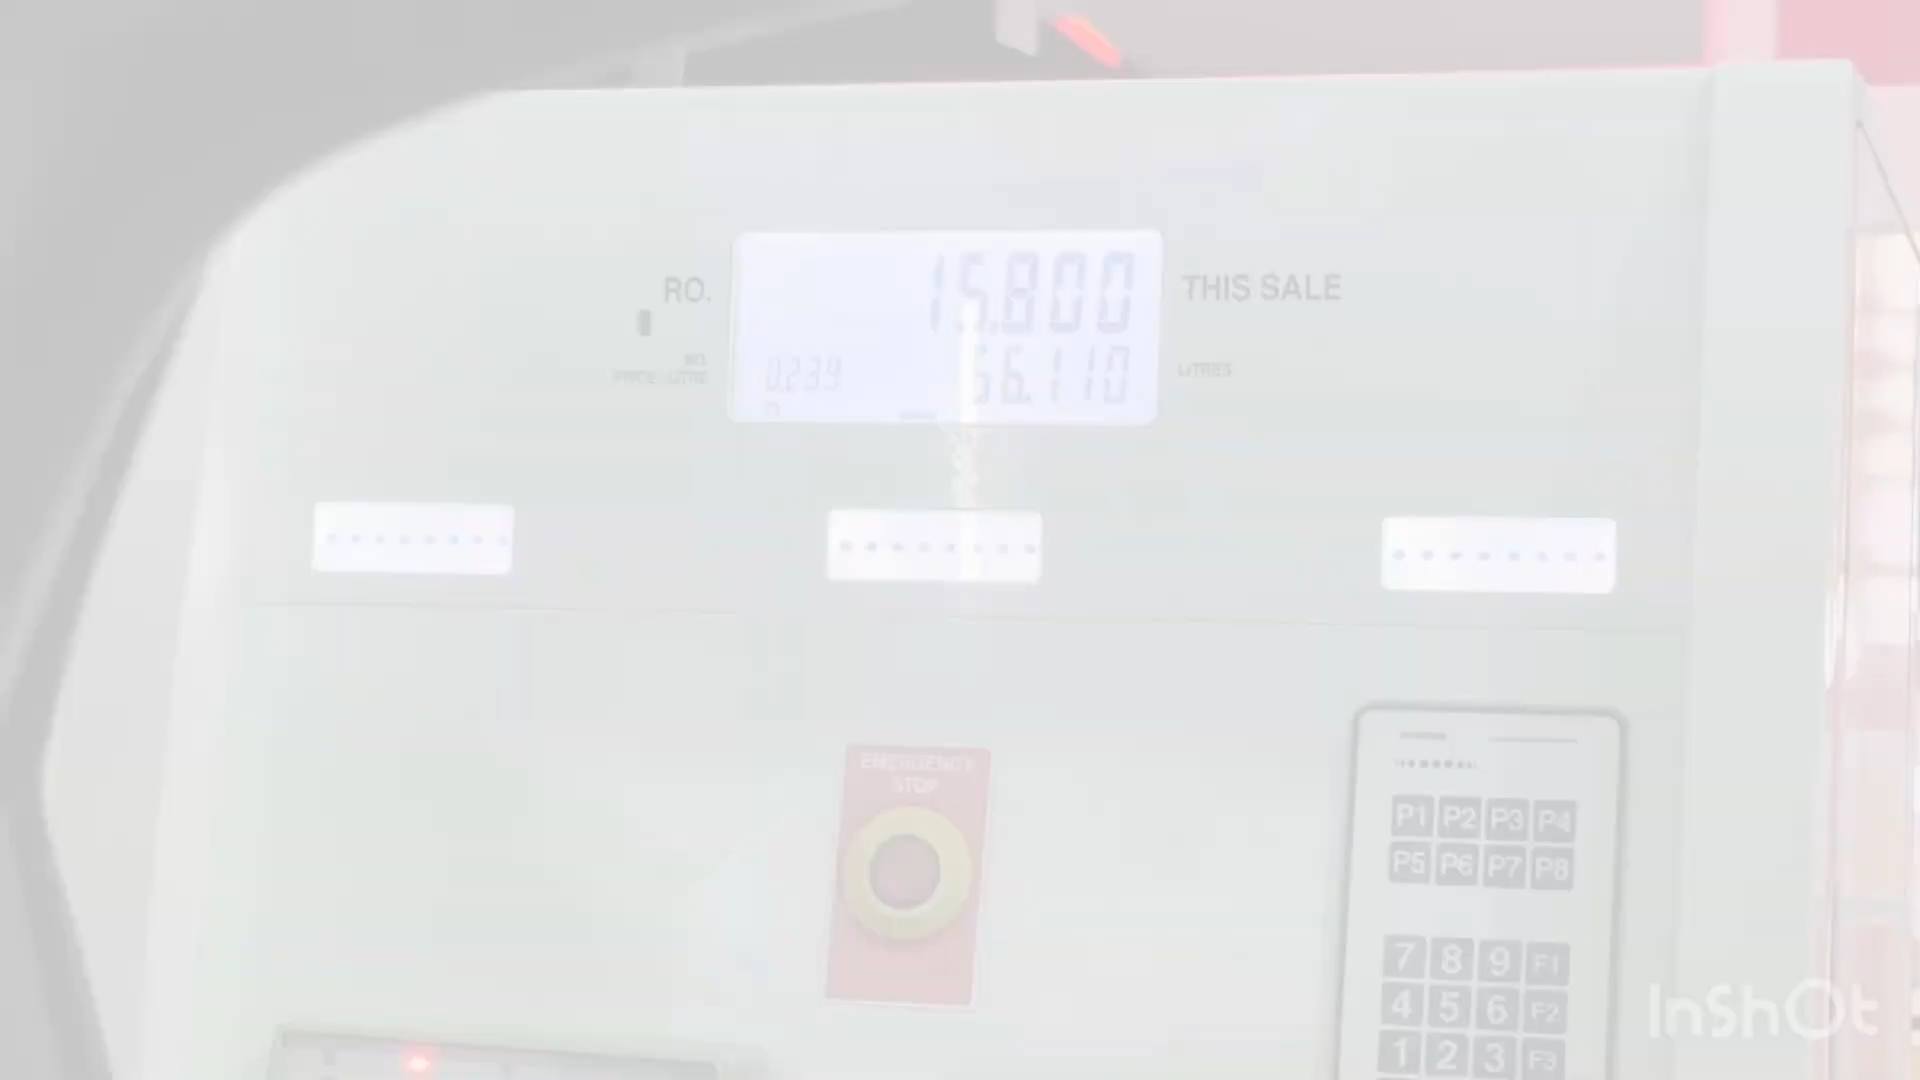 15.800
RO.
THIS SALE
RO.
PRICE / LITRE
0.239
66.110
LITRES
EMERGENCY
STOP
P1 P2 P3 P4
P5 P6 P7 P8
7 8 9 F1
4 5 6 F2
1 2 3 F3
InShOt